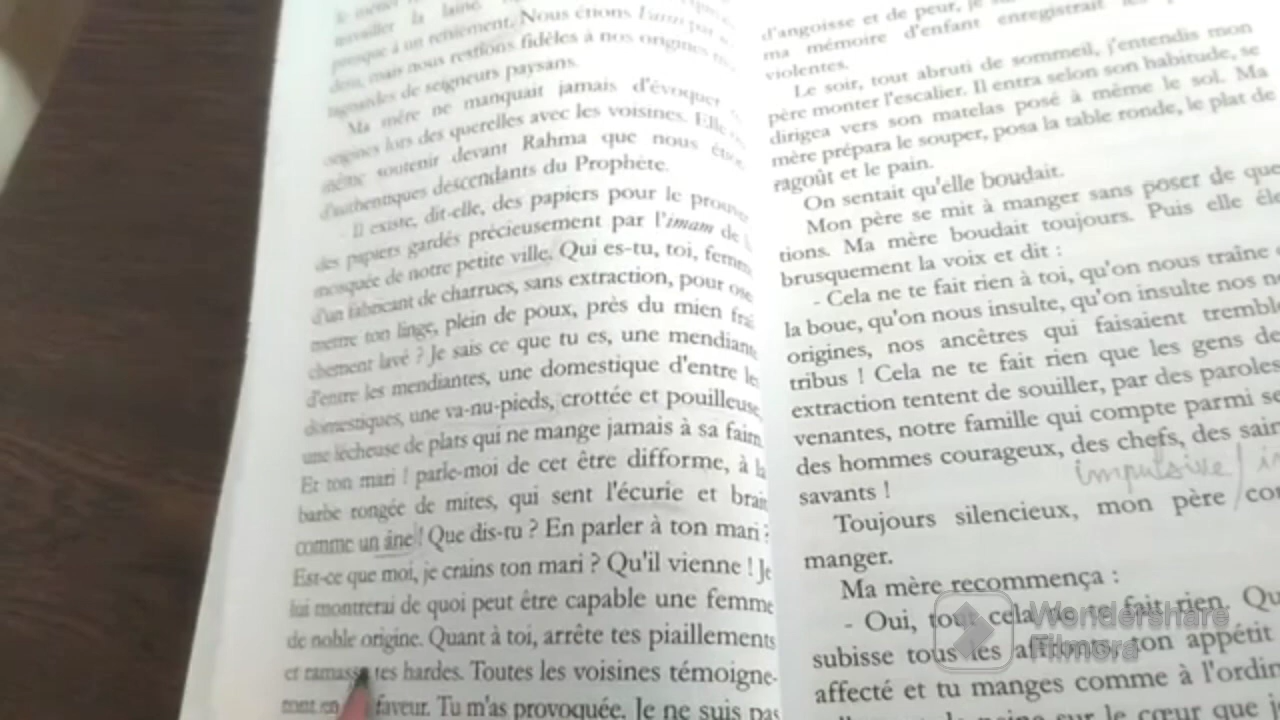 travailler la laine.
presque à un reniement. Nous étions
deux, mais nous restions fidèles à nos origines
de seigneurs paysans.
Ma mère ne manquait jamais d'évoquer
origines lors des querelles avec les voisines. Elle
même soutenir devant Rahma que nous
d'authentiques descendants du Prophète.
- Il existe, dit-elle, des papiers pour le prouver
des papiers gardés précieusement par l'imam de
mosquée de notre petite ville. Qui es-tu, toi, femme
d'un fabricant de charrues, sans extraction, pour ose
mettre ton linge, plein de poux, près du mien fraî
chement lavé ? Je sais ce que tu es, une mendiante
d'entre les mendiantes, une domestique d'entre le
domestiques, une va-nu-pieds, crottée et pouilleuse,
une lécheuse de plats qui ne mange jamais à sa faim.
Et ton mari ! parle-moi de cet être difforme, à la
barbe rongée de mites, qui sent l'écurie et brait
comme un âne ! Que dis-tu ? En parler à ton mari ?
Est-ce que moi, je crains ton mari ? Qu'il vienne ! Je
lui montrerai de quoi peut être capable une femme
de noble origine. Quant à toi, arrête tes piaillements
et ramasse tes hardes. Toutes les voisines témoigne-
ront en faveur. Tu m'as provoquée. Je ne suis pas
d'angoisse et de peur, je
ma mémoire d'enfant enregistrait
violentes.
Le soir, tout abruti de sommeil, j'entendis mon
père monter l'escalier. Il entra selon son habitude, se
dirigea vers son matelas posé à même le sol. Ma
mère prépara le souper, posa la table ronde, le plat de
ragoût et le pain.
On sentait qu'elle boudait.
Mon père se mit à manger sans poser de que
tions. Ma mère boudait toujours. Puis elle éle
brusquement la voix et dit :
- Cela ne te fait rien à toi, qu'on nous traîne
la boue, qu'on nous insulte, qu'on insulte nos n
origines, nos ancêtres qui faisaient trembl
tribus ! Cela ne te fait rien que les gens de
extraction tentent de souiller, par des paroles
venantes, notre famille qui compte parmi se
des hommes courageux, des chefs, des sain
savants !
impulsive / i
Toujours silencieux, mon père con
manger.
Ma mère recommença :
- Oui, tout cela ne te fait rien. Qu
subisse tous les affronts, ton appétit
affecté et tu manges comme à l'ordin
sur le cœur que j
Wondershare
Filmora